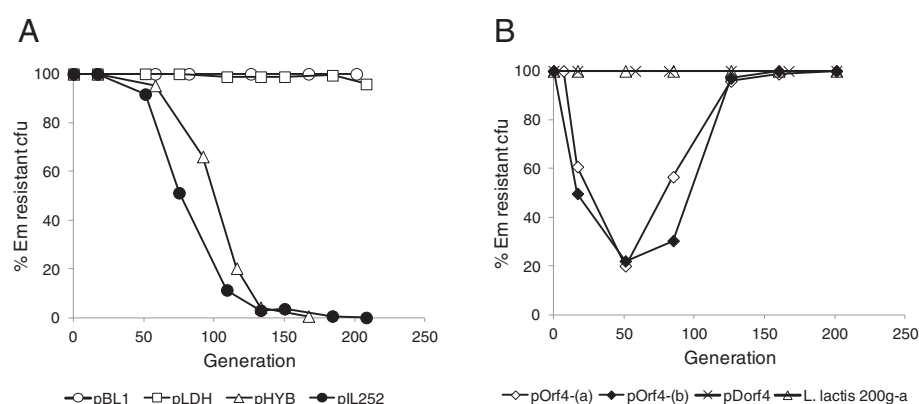 A
% Em resistant cfu
100
80
60
40
20
0
0 50 100 150 200 250
Generation
pBL1 pLDH pHYB pIL252
B
% Em resistant cfu
100
80
60
40
20
0
0 50 100 150 200 250
Generation
pOrf4-(a) pOrf4-(b) pDorf4 L. lactis 200g-a